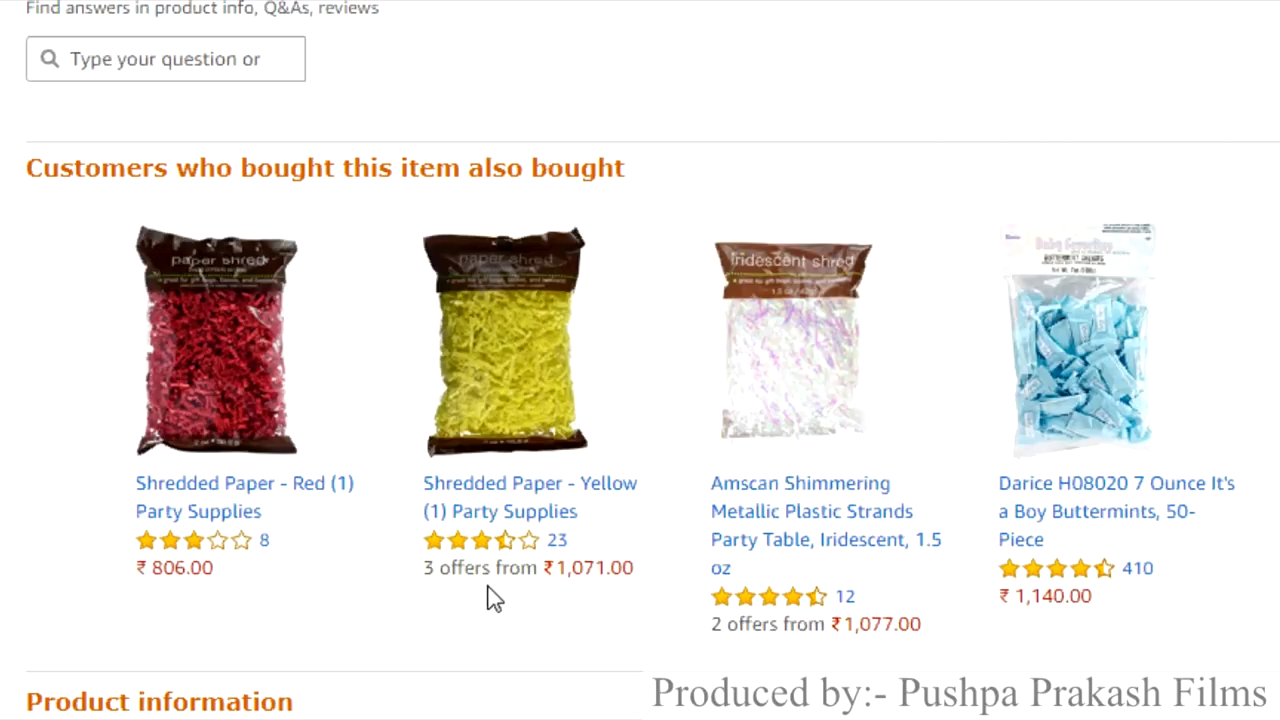 Find answers in product info, Q&As, reviews
Type your question or
Customers who bought this item also bought
paper shred
paper shred
iridescent shred
Baby Favorites
BUTTERMINT CREAMS
Shredded Paper - Red (1)
Party Supplies
8
₹ 806.00
Shredded Paper - Yellow
(1) Party Supplies
23
3 offers from ₹1,071.00
Amscan Shimmering
Metallic Plastic Strands
Party Table, Iridescent, 1.5
oz
12
2 offers from ₹1,077.00
Darice H08020 7 Ounce It's
a Boy Buttermints, 50-
Piece
410
₹ 1,140.00
Product information
Produced by:- Pushpa Prakash Films